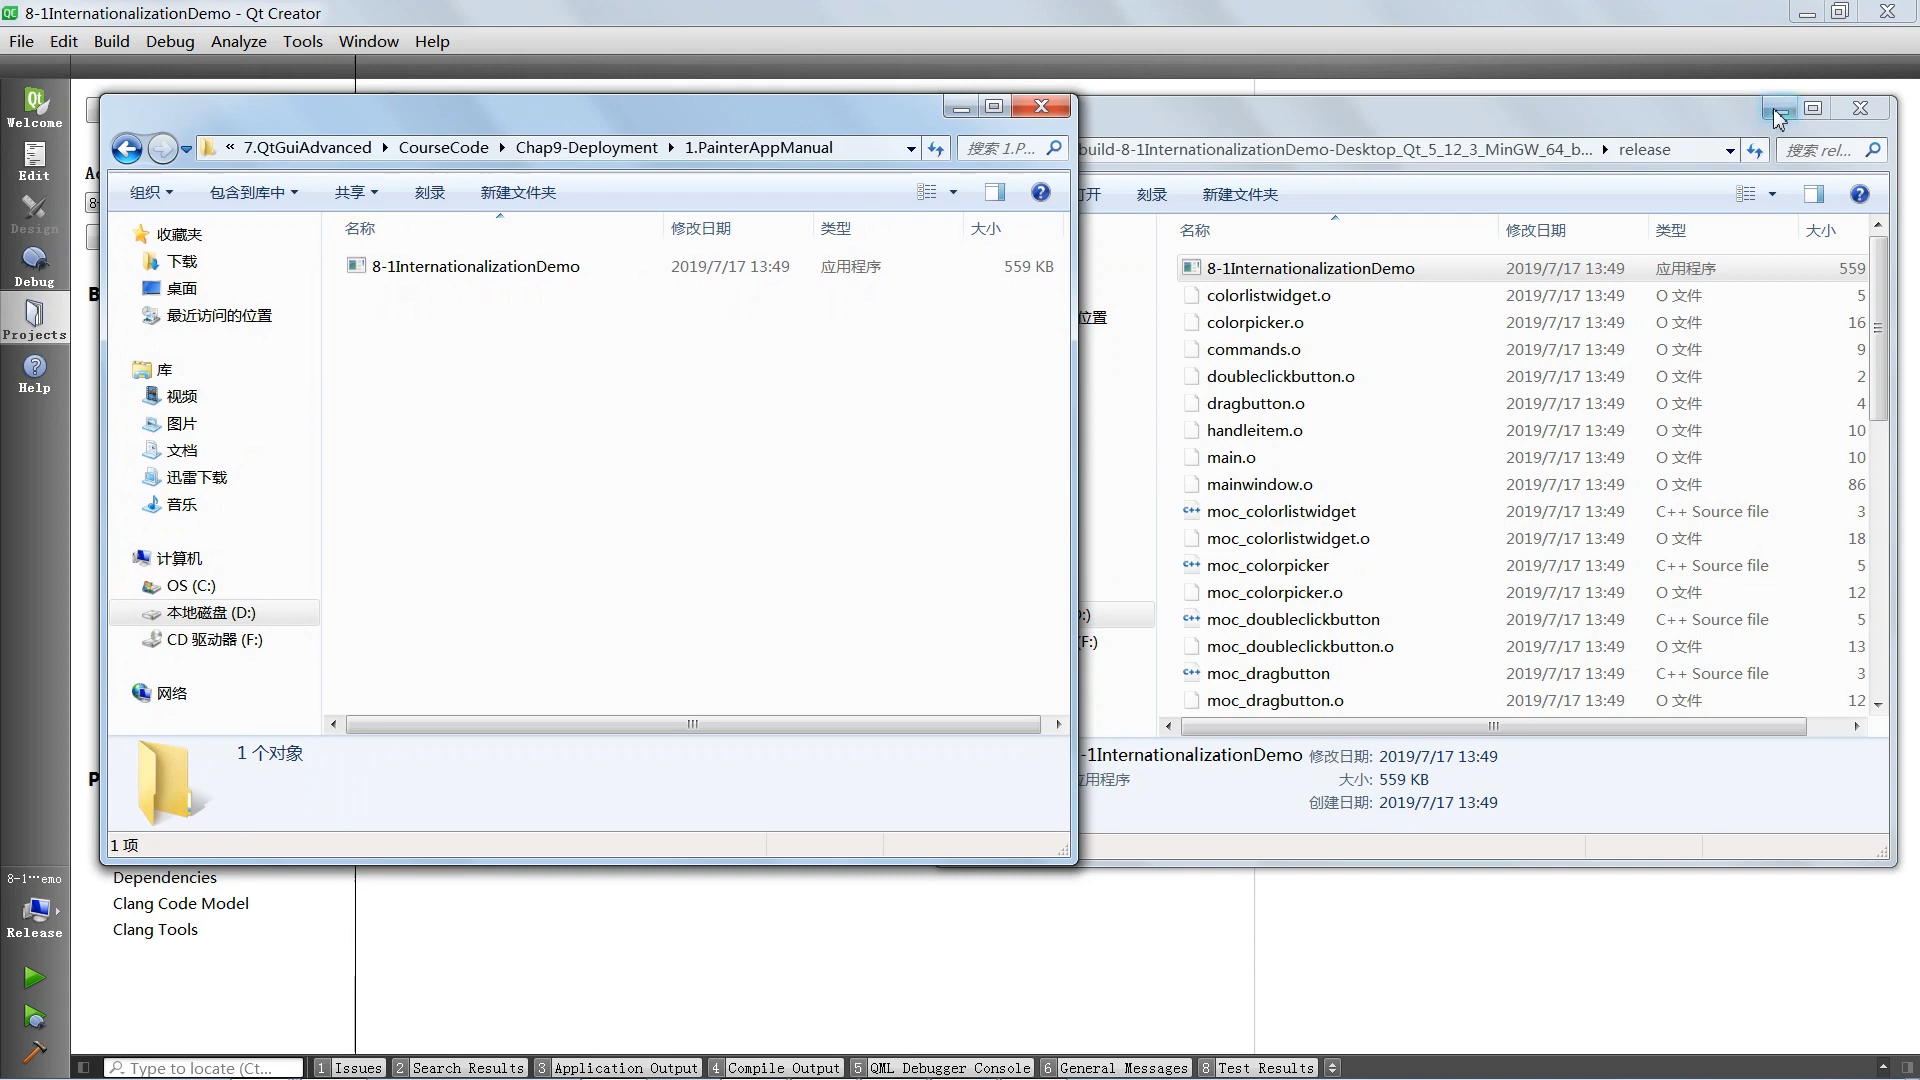 8-1InternationalizationDemo - Qt Creator
File Edit Build Debug Analyze Tools Window Help
Welcome
Edit
Design
Debug
Projects
Help
8-1···emo
Release
« 7.QtGuiAdvanced CourseCode Chap9-Deployment 1.PainterAppManual 搜索 1.P...
组织 包含到库中 共享 刻录 新建文件夹
收藏夹
下载
桌面
最近访问的位置
库
视频
图片
文档
迅雷下载
音乐
计算机
OS (C:)
本地磁盘 (D:)
CD 驱动器 (F:)
网络
名称 修改日期 类型 大小
8-1InternationalizationDemo 2019/7/17 13:49 应用程序 559 KB
1 个对象
1 项
build-8-1InternationalizationDemo-Desktop_Qt_5_12_3_MinGW_64_b... release 搜索 rel...
打开 刻录 新建文件夹
位置
(F:)
名称 修改日期 类型 大小
8-1InternationalizationDemo 2019/7/17 13:49 应用程序 559
colorlistwidget.o 2019/7/17 13:49 O 文件 5
colorpicker.o 2019/7/17 13:49 O 文件 16
commands.o 2019/7/17 13:49 O 文件 9
doubleclickbutton.o 2019/7/17 13:49 O 文件 2
dragbutton.o 2019/7/17 13:49 O 文件 4
handleitem.o 2019/7/17 13:49 O 文件 10
main.o 2019/7/17 13:49 O 文件 10
mainwindow.o 2019/7/17 13:49 O 文件 86
moc_colorlistwidget 2019/7/17 13:49 C++ Source file 3
moc_colorlistwidget.o 2019/7/17 13:49 O 文件 18
moc_colorpicker 2019/7/17 13:49 C++ Source file 5
moc_colorpicker.o 2019/7/17 13:49 O 文件 12
moc_doubleclickbutton 2019/7/17 13:49 C++ Source file 5
moc_doubleclickbutton.o 2019/7/17 13:49 O 文件 13
moc_dragbutton 2019/7/17 13:49 C++ Source file 3
moc_dragbutton.o 2019/7/17 13:49 O 文件 12
-1InternationalizationDemo 修改日期: 2019/7/17 13:49
应用程序 大小: 559 KB
创建日期: 2019/7/17 13:49
Dependencies
Clang Code Model
Clang Tools
Type to locate (Ct... 1 Issues 2 Search Results 3 Application Output 4 Compile Output 5 QML Debugger Console 6 General Messages 8 Test Results